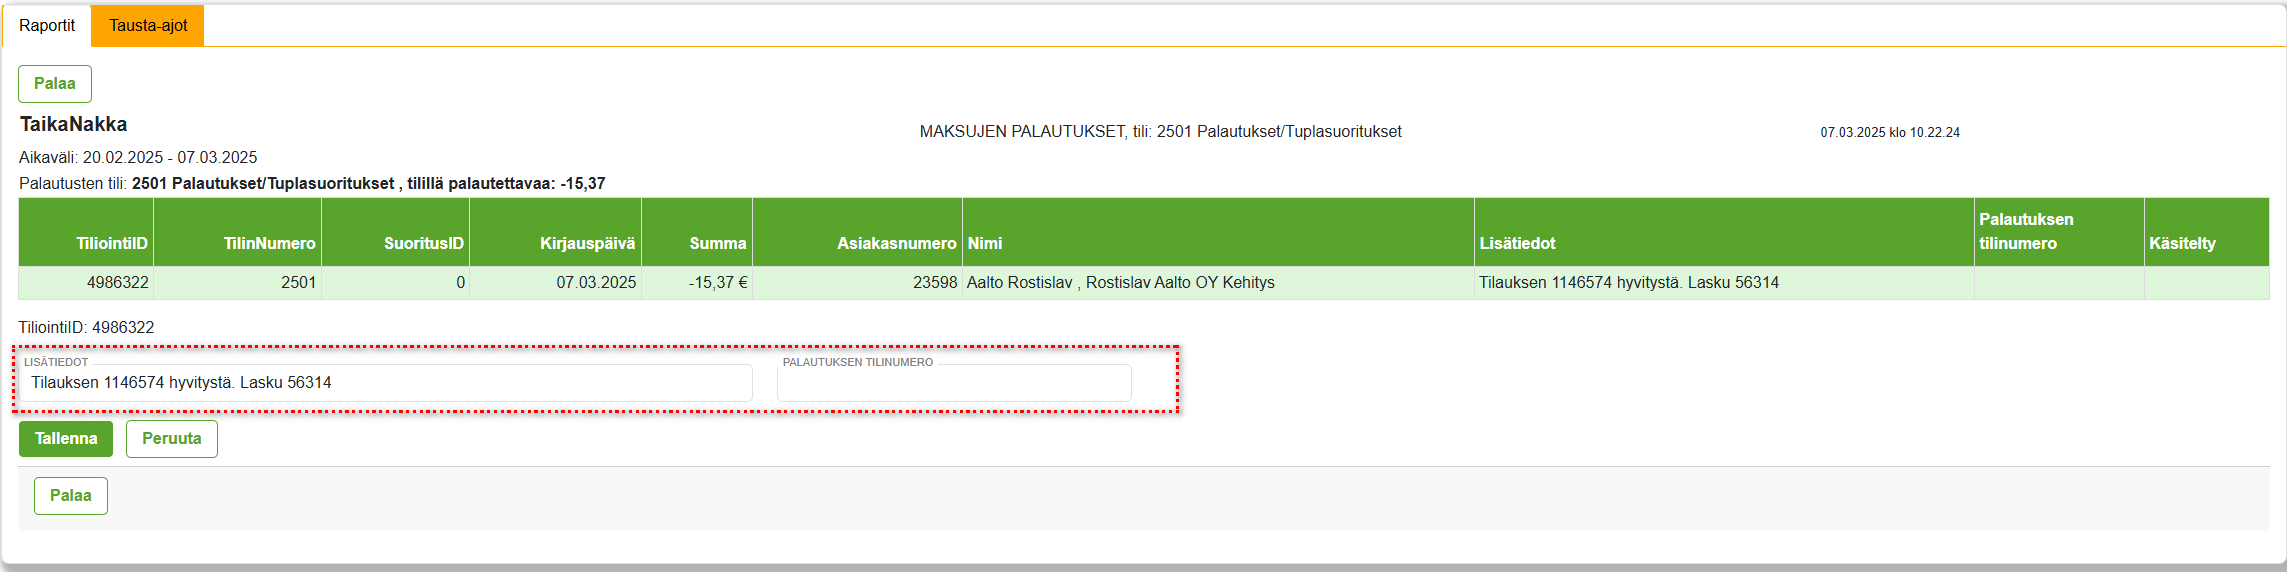 Raportit Tausta-ajot
Palaa
TaikaNakka MAKSUJEN PALAUTUKSET, tili: 2501 Palautukset/Tuplasuoritukset 07.03.2025 klo 10.22.24
Aikaväli: 20.02.2025 - 07.03.2025
Palautusten tili: 2501 Palautukset/Tuplasuoritukset , tilillä palautettavaa: -15,37
TiliointiID TilinNumero SuoritusID Kirjauspäivä Summa Asiakasnumero Nimi Lisätiedot Palautuksen tilinumero Käsitelty
4986322 2501 0 07.03.2025 -15,37 € 23598 Aalto Rostislav , Rostislav Aalto OY Kehitys Tilauksen 1146574 hyvitystä. Lasku 56314
TiliointiID: 4986322
LISÄTIEDOT PALAUTUKSEN TILINUMERO
Tilauksen 1146574 hyvitystä. Lasku 56314
Tallenna Peruuta
Palaa